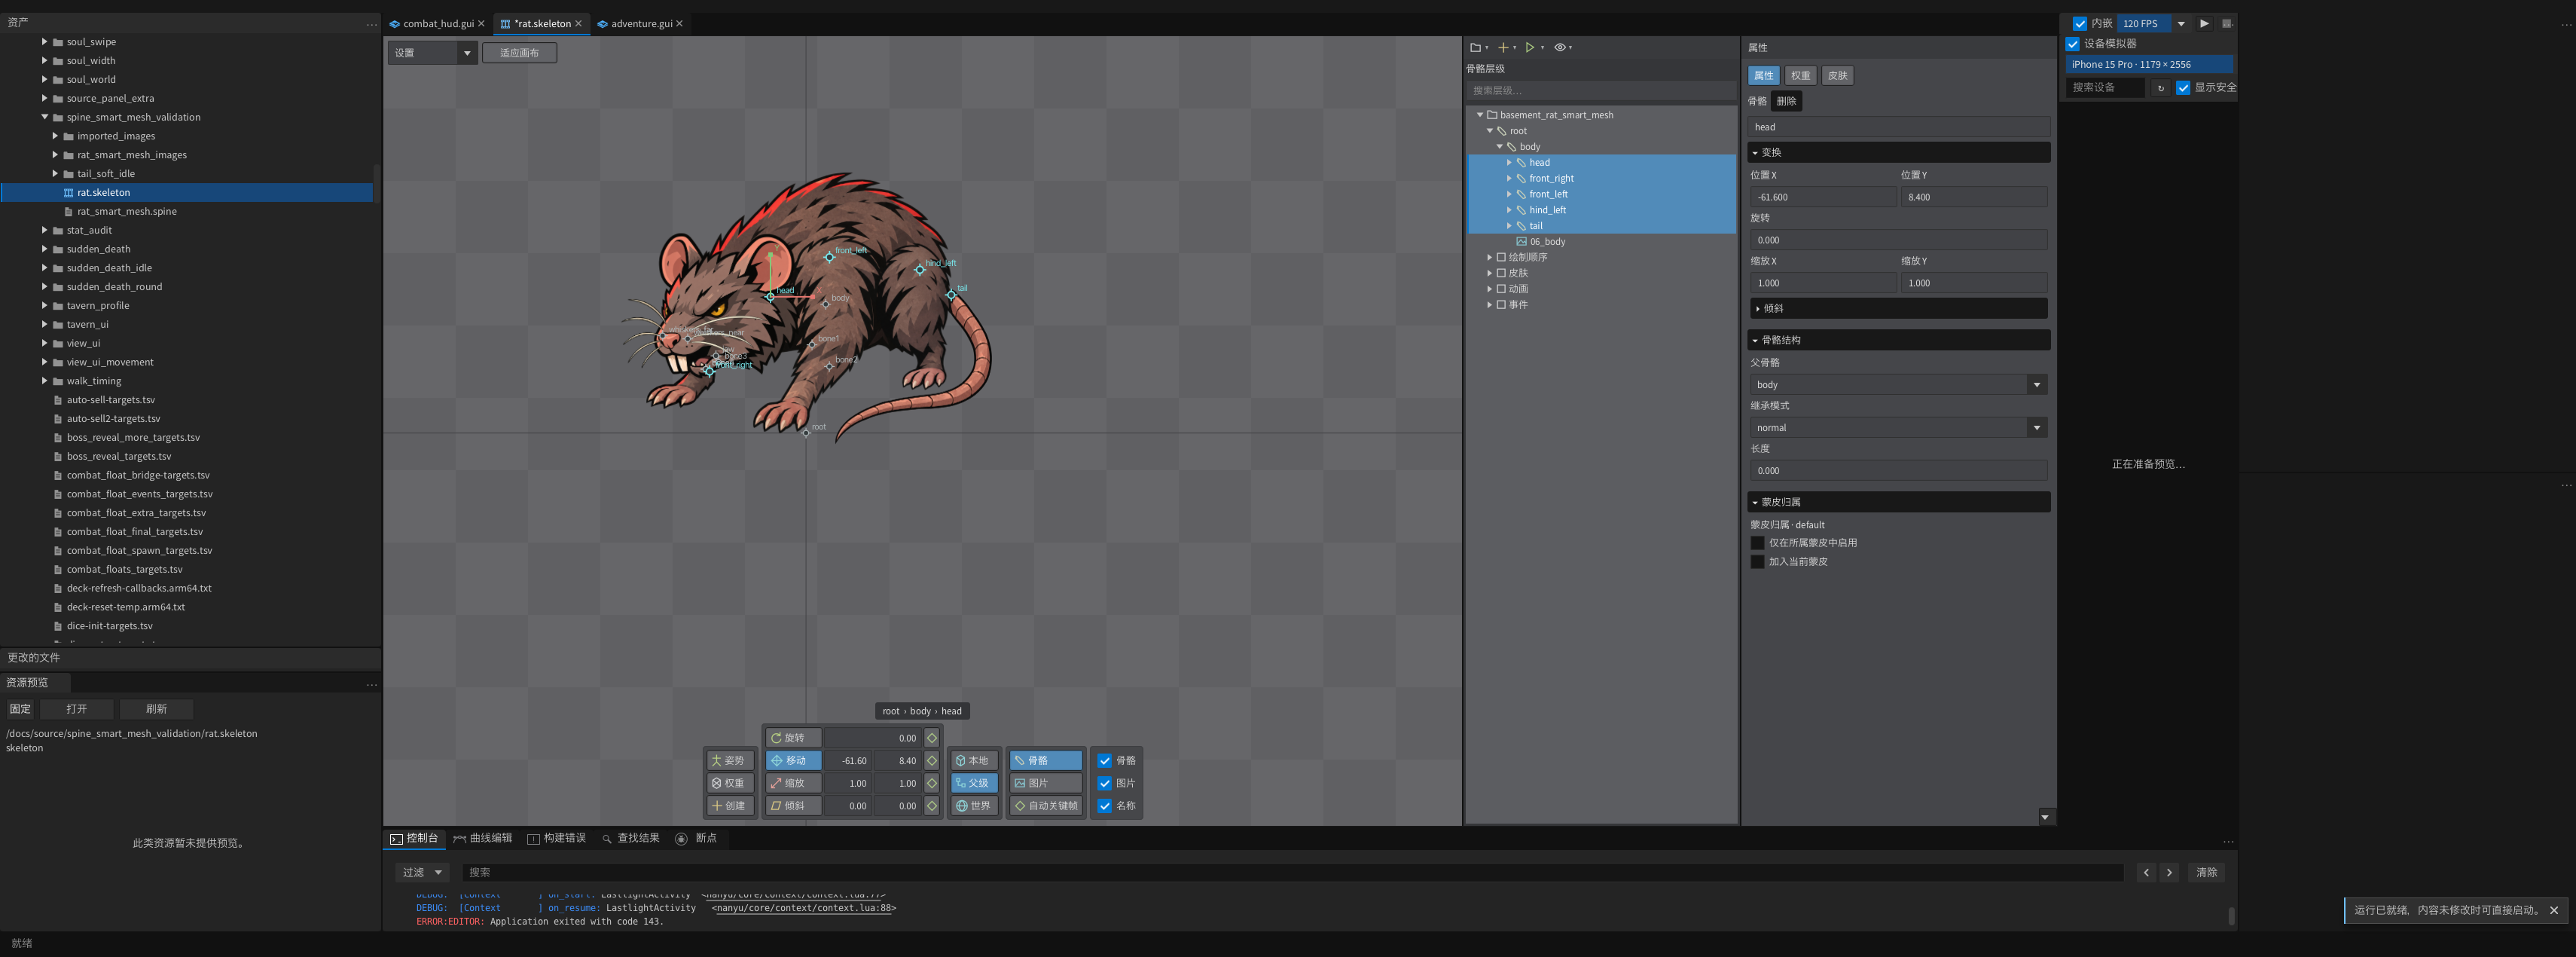 资产
soul_swipe
soul_width
soul_world
source_panel_extra
spine_smart_mesh_validation
imported_images
rat_smart_mesh_images
tail_soft_idle
rat.skeleton
rat_smart_mesh.spine
stat_audit
sudden_death
sudden_death_idle
sudden_death_round
tavern_profile
tavern_ui
view_ui
view_ui_movement
walk_timing
auto-sell-targets.tsv
auto-sell2-targets.tsv
boss_reveal_more_targets.tsv
boss_reveal_targets.tsv
combat_float_bridge-targets.tsv
combat_float_events_targets.tsv
combat_float_extra_targets.tsv
combat_float_final_targets.tsv
combat_float_spawn_targets.tsv
combat_floats_targets.tsv
deck-refresh-callbacks.arm64.txt
deck-reset-temp.arm64.txt
dice-init-targets.tsv
更改的文件
资源预览
固定 打开 刷新
/docs/source/spine_smart_mesh_validation/rat.skeleton
skeleton
此类资源暂未提供预览。
就绪
combat_hud.gui *rat.skeleton adventure.gui
设置 适应画布
front_left
hind_left
tail
head
body
bone1
bone2
front_right
root
root › body › head
旋转 0.00
姿势 移动 -61.60 8.40 本地 骨骼 骨骼
权重 缩放 1.00 1.00 父级 图片 图片
创建 倾斜 0.00 0.00 世界 自动关键帧 名称
骨骼层级
搜索层级...
basement_rat_smart_mesh
root
body
head
front_right
front_left
hind_left
tail
06_body
绘制顺序
皮肤
动画
事件
属性
属性 权重 皮肤
骨骼 删除
head
变换
位置 X 位置 Y
-61.600 8.400
旋转
0.000
缩放 X 缩放 Y
1.000 1.000
倾斜
骨骼结构
父骨骼
body
继承模式
normal
长度
0.000
蒙皮归属
蒙皮归属 · default
仅在所属蒙皮中启用
加入当前蒙皮
内嵌 120 FPS
设备模拟器
iPhone 15 Pro · 1179 × 2556
搜索设备 显示安全
正在准备预览...
控制台 曲线编辑 构建错误 查找结果 断点
过滤 搜索 清除
DEBUG: [Context ] on_start: LastlightActivity <nanyu/core/context/context.lua:77>
DEBUG: [Context ] on_resume: LastlightActivity <nanyu/core/context/context.lua:88>
ERROR:EDITOR: Application exited with code 143.
运行已就绪，内容未修改时可直接启动。